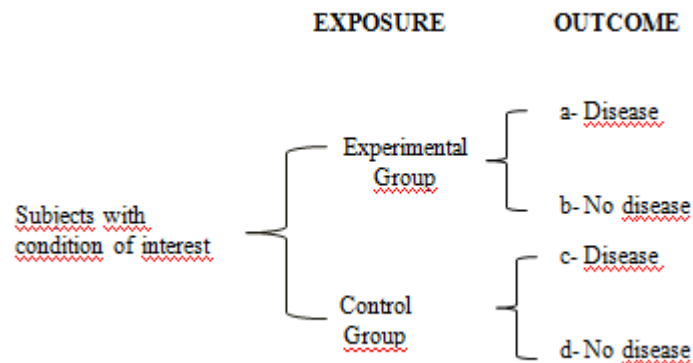 EXPOSURE OUTCOME
a- Disease
Experimental
Group
b- No disease
Subjects with
condition of interest
c- Disease
Control
Group
d- No disease